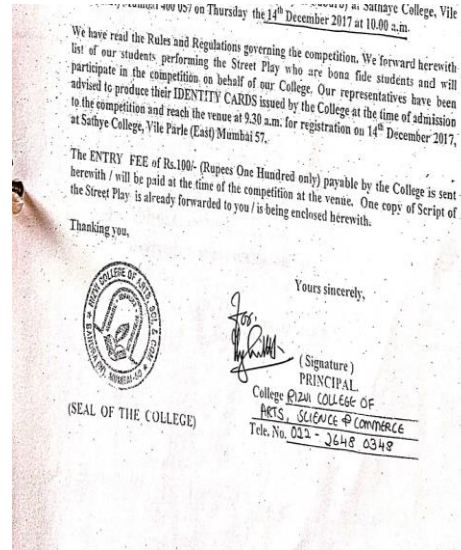 400 057 on Thursday the 14th December 2017 at 10.00 a.m.
We have read the Rules and Regulations governing the competition. We forward herewith
list of our students performing the Street Play who are bona fide students and will
participate in the competition on behalf of our College. Our representatives have been
advised to produce their IDENTITY CARDS issued by the College at the time of admission
to the competition and reach the venue at 9.30 a.m. for registration on 14th December 2017,
at Sathye College, Vile Parle (East) Mumbai 57.
The ENTRY FEE of Rs.100/- (Rupees One Hundred only) payable by the College is sent
herewith / will be paid at the time of the competition at the venue. One copy of Script of
the Street Play is already forwarded to you / is being enclosed herewith.
Thanking you,
Yours sincerely,
RIZVI COLLEGE OF ARTS, SCI. & COM.
For.
( Signature )
PRINCIPAL
College RIZVI COLLEGE OF
ARTS, SCIENCE & COMMERCE
Tele. No. 022 - 2648 0348
(SEAL OF THE COLLEGE)